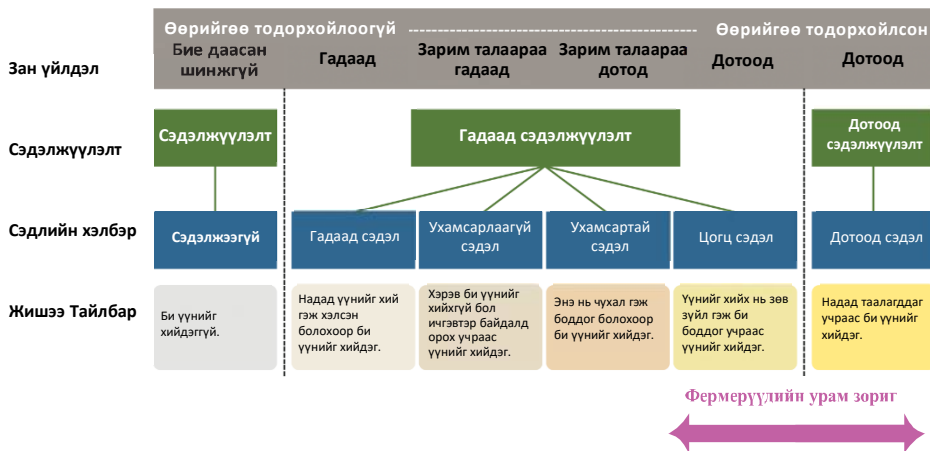 Өөрийгөө тодорхойлоогүй ---------------------------------------- Өөрийгөө тодорхойлсон
Зан үйлдэл
Бие даасан
шинжгүй
Гадаад
Зарим талаараа
гадаад
Зарим талаараа
дотод
Дотоод
Дотоод
Сэдэлжүүлэлт
Сэдэлжүүлэлт
Гадаад сэдэлжүүлэлт
Дотоод
сэдэлжүүлэлт
Сэдлийн хэлбэр
Сэдэлжээгүй
Гадаад сэдэл
Ухамсарлаагүй
сэдэл
Ухамсартай
сэдэл
Цогц сэдэл
Дотоод сэдэл
Жишээ Тайлбар
Би үүнийг
хийдэггүй.
Надад үүнийг хий
гэж хэлсэн
болохоор би
үүнийг хийдэг.
Хэрэв би үүнийг
хийхгүй бол
ичгэвтэр байдалд
орох учраас
үүнийг хийдэг.
Энэ нь чухал гэж
боддог болохоор
би үүнийг хийдэг.
Үүнийг хийх нь зөв
зүйл гэж би
боддог учраас
үүнийг хийдэг.
Надад таалагддаг
учраас би үүнийг
хийдэг.
Фермерүүдийн урам зориг